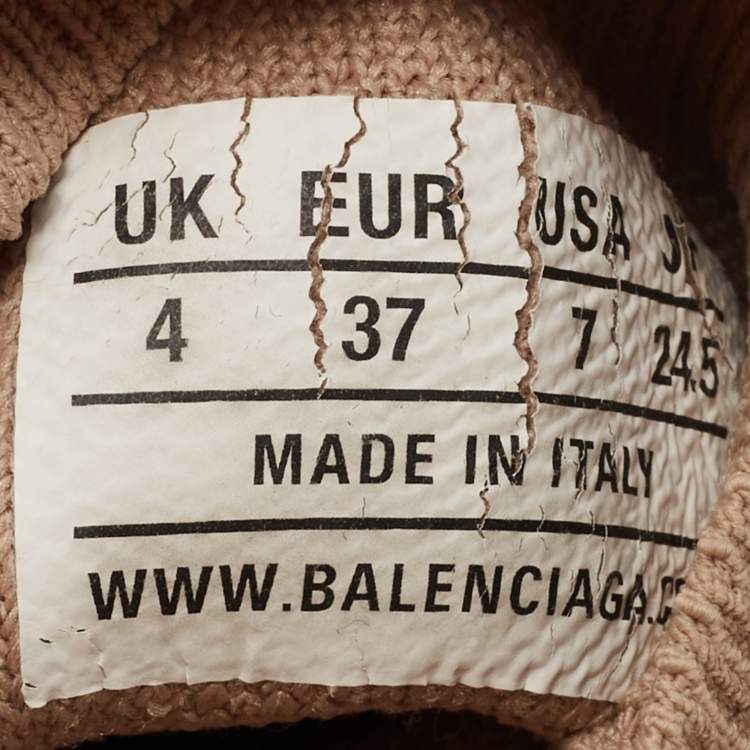 UK EUR USA
4 37 7 24.5
MADE IN ITALY
WWW.BALENCIAGA.C